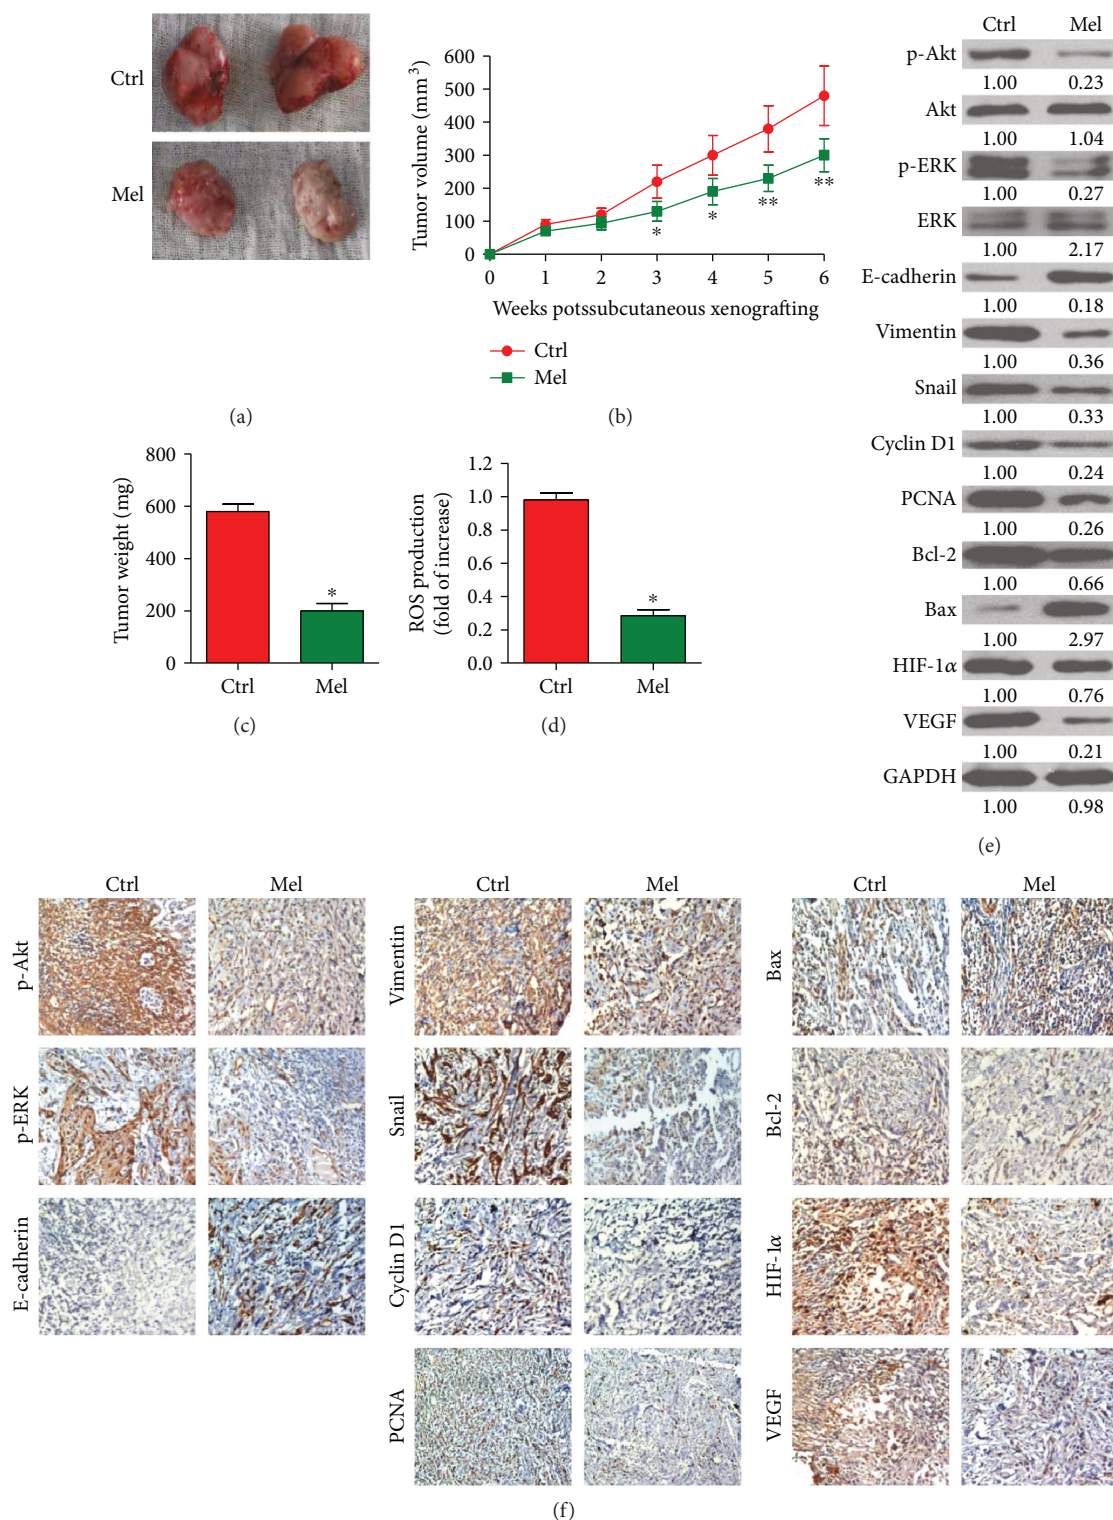 Ctrl
Mel
(a)
Tumor volume (mm³)
600
500
400
300
200
100
0
0 1 2 3 4 5 6
* * ** **
Weeks potssubcutaneous xenografting
Ctrl
Mel
(b)
Tumor weight (mg)
800
600
400
200
0
*
Ctrl Mel
(c)
ROS production
(fold of increase)
1.2
1.0
0.8
0.6
0.4
0.2
0.0
*
Ctrl Mel
(d)
Ctrl Mel
p-Akt
1.00 0.23
Akt
1.00 1.04
p-ERK
1.00 0.27
ERK
1.00 2.17
E-cadherin
1.00 0.18
Vimentin
1.00 0.36
Snail
1.00 0.33
Cyclin D1
1.00 0.24
PCNA
1.00 0.26
Bcl-2
1.00 0.66
Bax
1.00 2.97
HIF-1α
1.00 0.76
VEGF
1.00 0.21
GAPDH
1.00 0.98
(e)
Ctrl Mel
p-Akt
p-ERK
E-cadherin
Ctrl Mel
Vimentin
Snail
Cyclin D1
PCNA
Ctrl Mel
Bax
Bcl-2
HIF-1α
VEGF
(f)